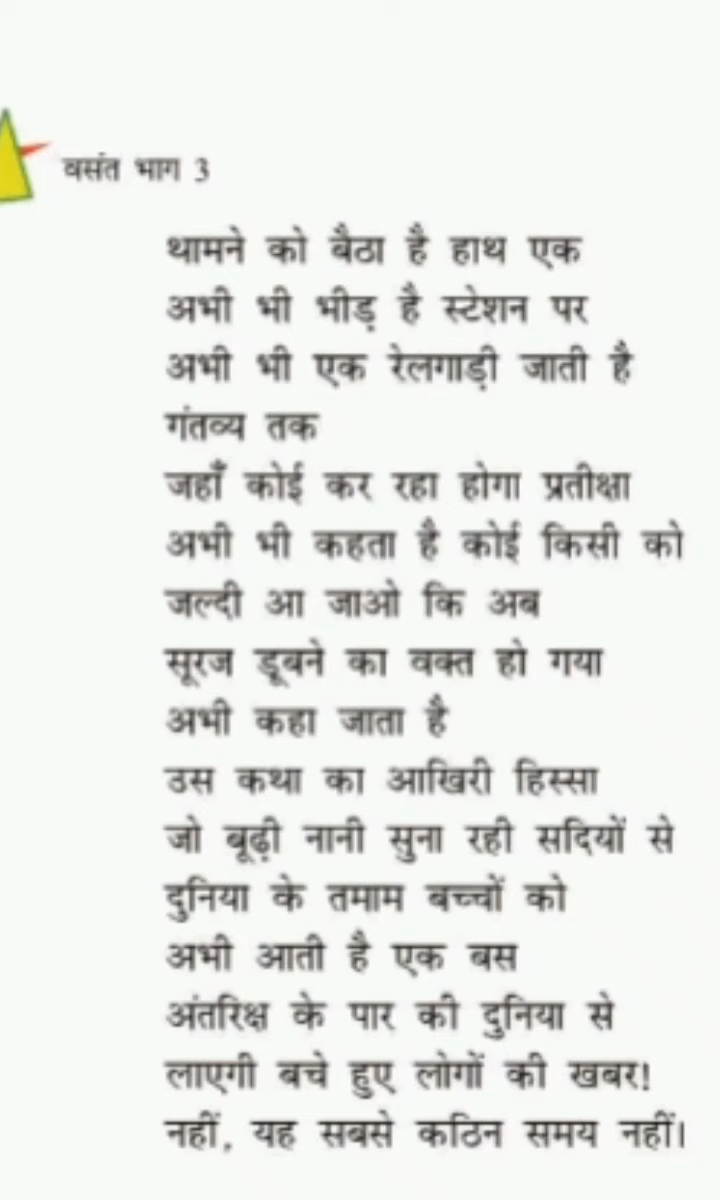 वसंत भाग 3
थामने को बैठा है हाथ एक
अभी भी भीड़ है स्टेशन पर
अभी भी एक रेलगाड़ी जाती है
गंतव्य तक
जहाँ कोई कर रहा होगा प्रतीक्षा
अभी भी कहता है कोई किसी को
जल्दी आ जाओ कि अब
सूरज डूबने का वक्त हो गया
अभी कहा जाता है
उस कथा का आखिरी हिस्सा
जो बूढ़ी नानी सुना रही सदियों से
दुनिया के तमाम बच्चों को
अभी आती है एक बस
अंतरिक्ष के पार की दुनिया से
लाएगी बचे हुए लोगों की खबर!
नहीं, यह सबसे कठिन समय नहीं।